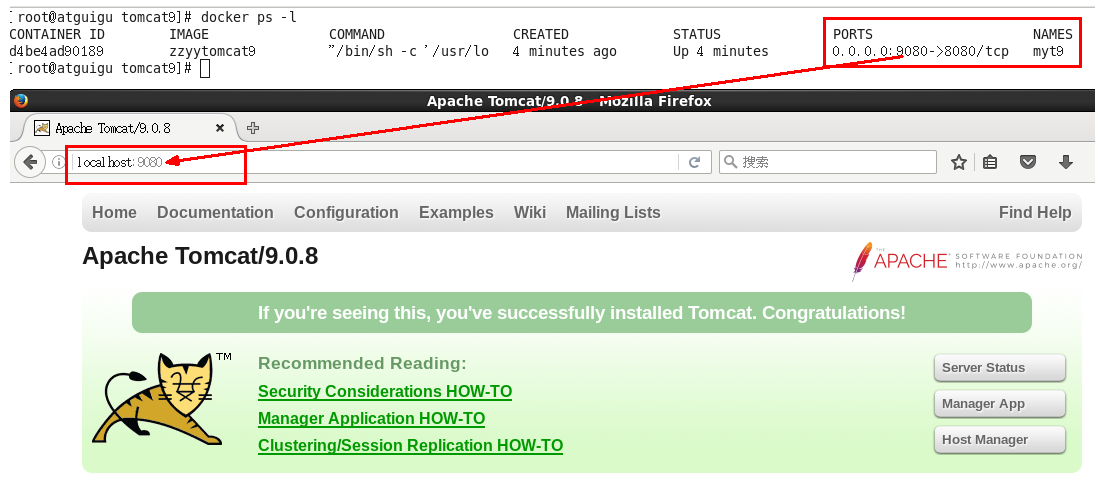 [root@atguigu tomcat9]# docker ps -l
CONTAINER ID IMAGE COMMAND CREATED STATUS PORTS NAMES
d4be4ad90189 zzyytomcat9 "/bin/sh -c '/usr/lo 4 minutes ago Up 4 minutes 0.0.0.0:9080->8080/tcp myt9
[root@atguigu tomcat9]#
Apache Tomcat/9.0.8 - Mozilla Firefox
Apache Tomcat/9.0.8
localhost:9080 搜索
Home Documentation Configuration Examples Wiki Mailing Lists Find Help
Apache Tomcat/9.0.8
THE APACHE® SOFTWARE FOUNDATION
http://www.apache.org/
If you're seeing this, you've successfully installed Tomcat. Congratulations!
TM
Recommended Reading:
Security Considerations HOW-TO
Manager Application HOW-TO
Clustering/Session Replication HOW-TO
Server Status
Manager App
Host Manager